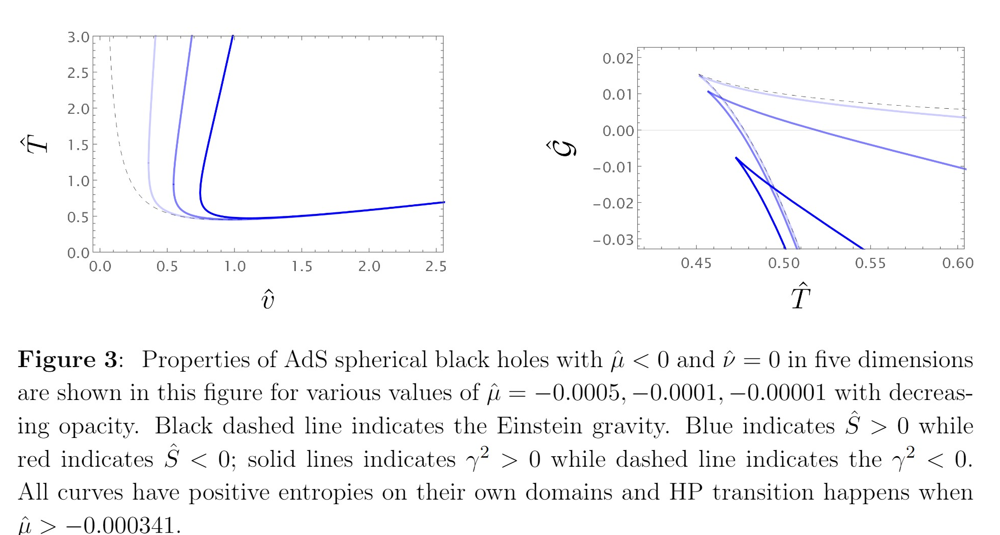 3.0
2.5
2.0
1.5
1.0
0.5
0.0
0.0 0.5 1.0 1.5 2.0 2.5
T̂
v̂
0.02
0.01
0.00
−0.01
−0.02
−0.03
0.45 0.50 0.55 0.60
𝒢̂
T̂
Figure 3: Properties of AdS spherical black holes with μ̂ < 0 and ν̂ = 0 in five dimensions
are shown in this figure for various values of μ̂ = −0.0005, −0.0001, −0.00001 with decreas-
ing opacity. Black dashed line indicates the Einstein gravity. Blue indicates Ŝ > 0 while
red indicates Ŝ < 0; solid lines indicates γ² > 0 while dashed line indicates the γ² < 0.
All curves have positive entropies on their own domains and HP transition happens when
μ̂ > −0.000341.